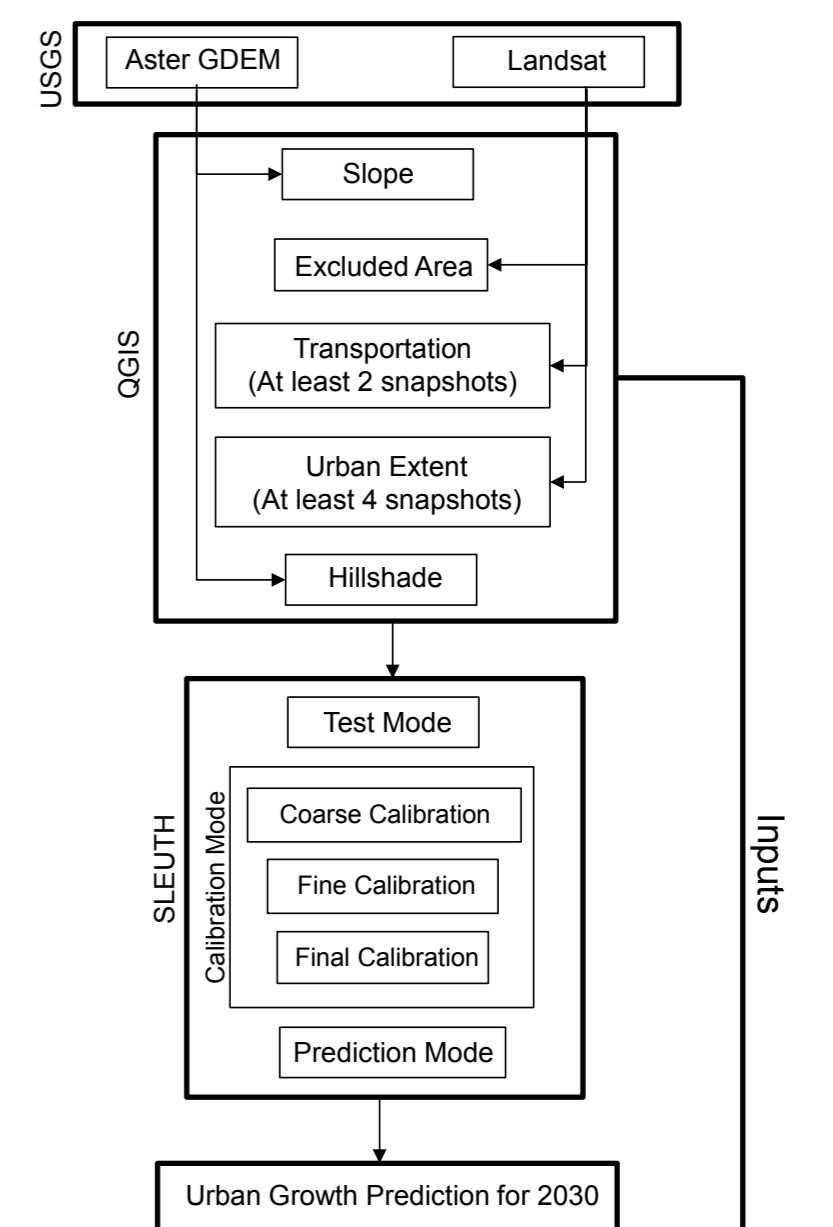 USGS
Aster GDEM
Landsat
QGIS
Slope
Excluded Area
Transportation
(At least 2 snapshots)
Urban Extent
(At least 4 snapshots)
Hillshade
SLEUTH
Test Mode
Calibration Mode
Coarse Calibration
Fine Calibration
Final Calibration
Prediction Mode
Inputs
Urban Growth Prediction for 2030